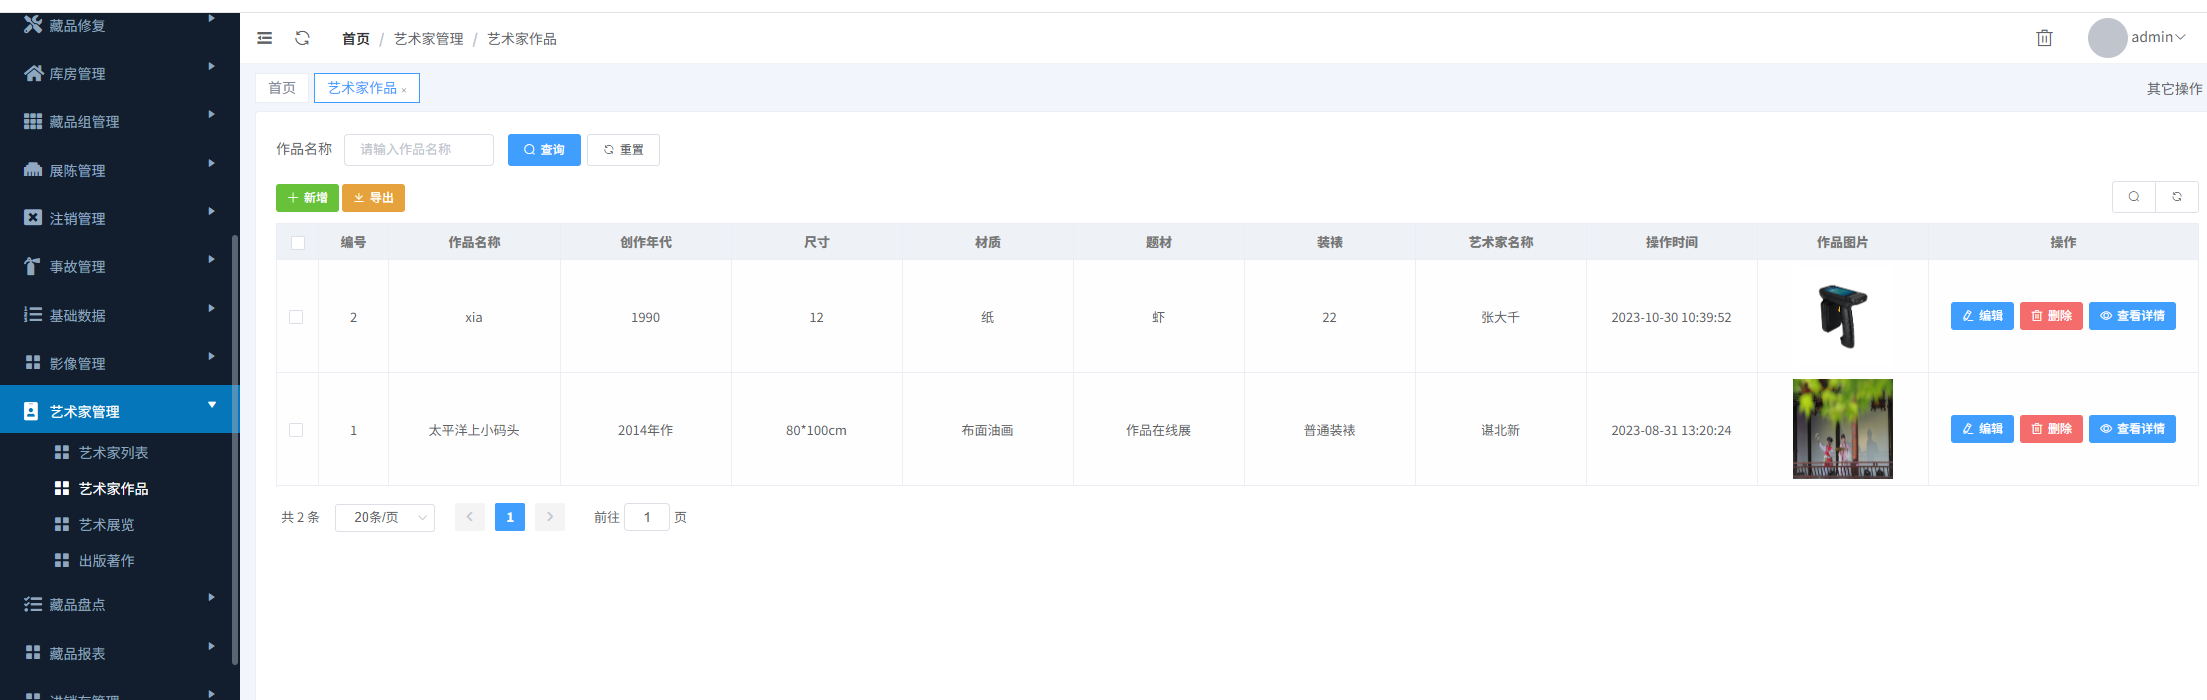 藏品修复
库房管理
藏品组管理
展陈管理
注销管理
事故管理
基础数据
影像管理
艺术家管理
艺术家列表
艺术家作品
艺术展览
出版著作
藏品盘点
藏品报表
首页 / 艺术家管理 / 艺术家作品
admin
首页 艺术家作品 ×
其它操作
作品名称 请输入作品名称 查询 重置
新增 导出
编号 作品名称 创作年代 尺寸 材质 题材 装裱 艺术家名称 操作时间 作品图片 操作
2 xia 1990 12 纸 虾 22 张大千 2023-10-30 10:39:52 编辑 删除 查看详情
1 太平洋上小码头 2014年作 80*100cm 布面油画 作品在线展 普通装裱 谌北新 2023-08-31 13:20:24 编辑 删除 查看详情
共 2 条 20条/页 1 前往 1 页